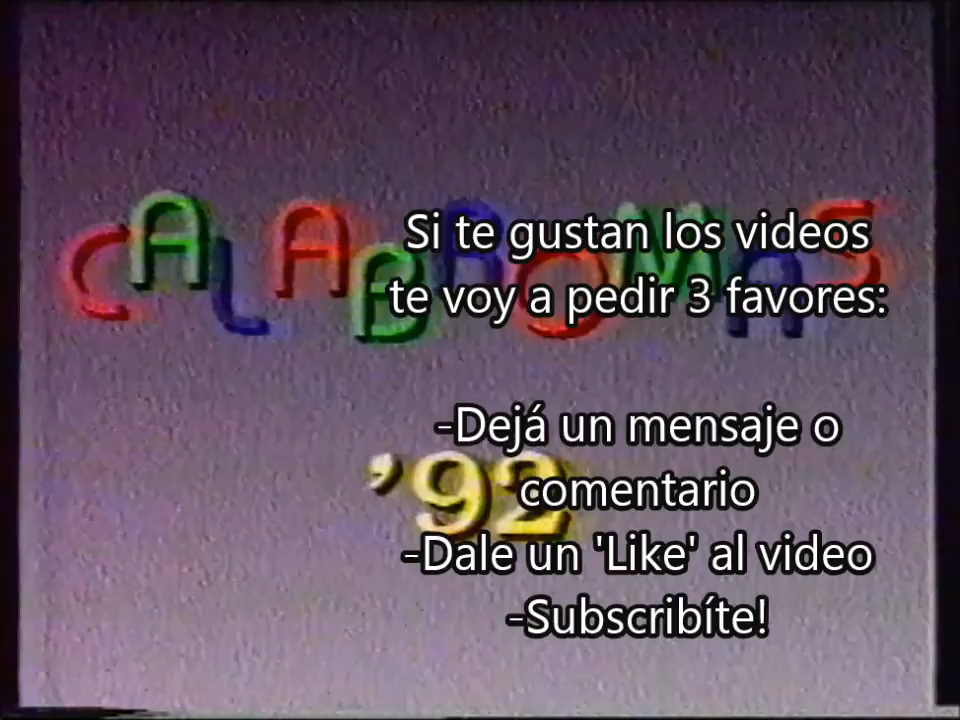 CALABROMAS
Si te gustan los videos
te voy a pedir 3 favores:
'92
-Dejá un mensaje o
comentario
-Dale un 'Like' al video
-Subscribíte!